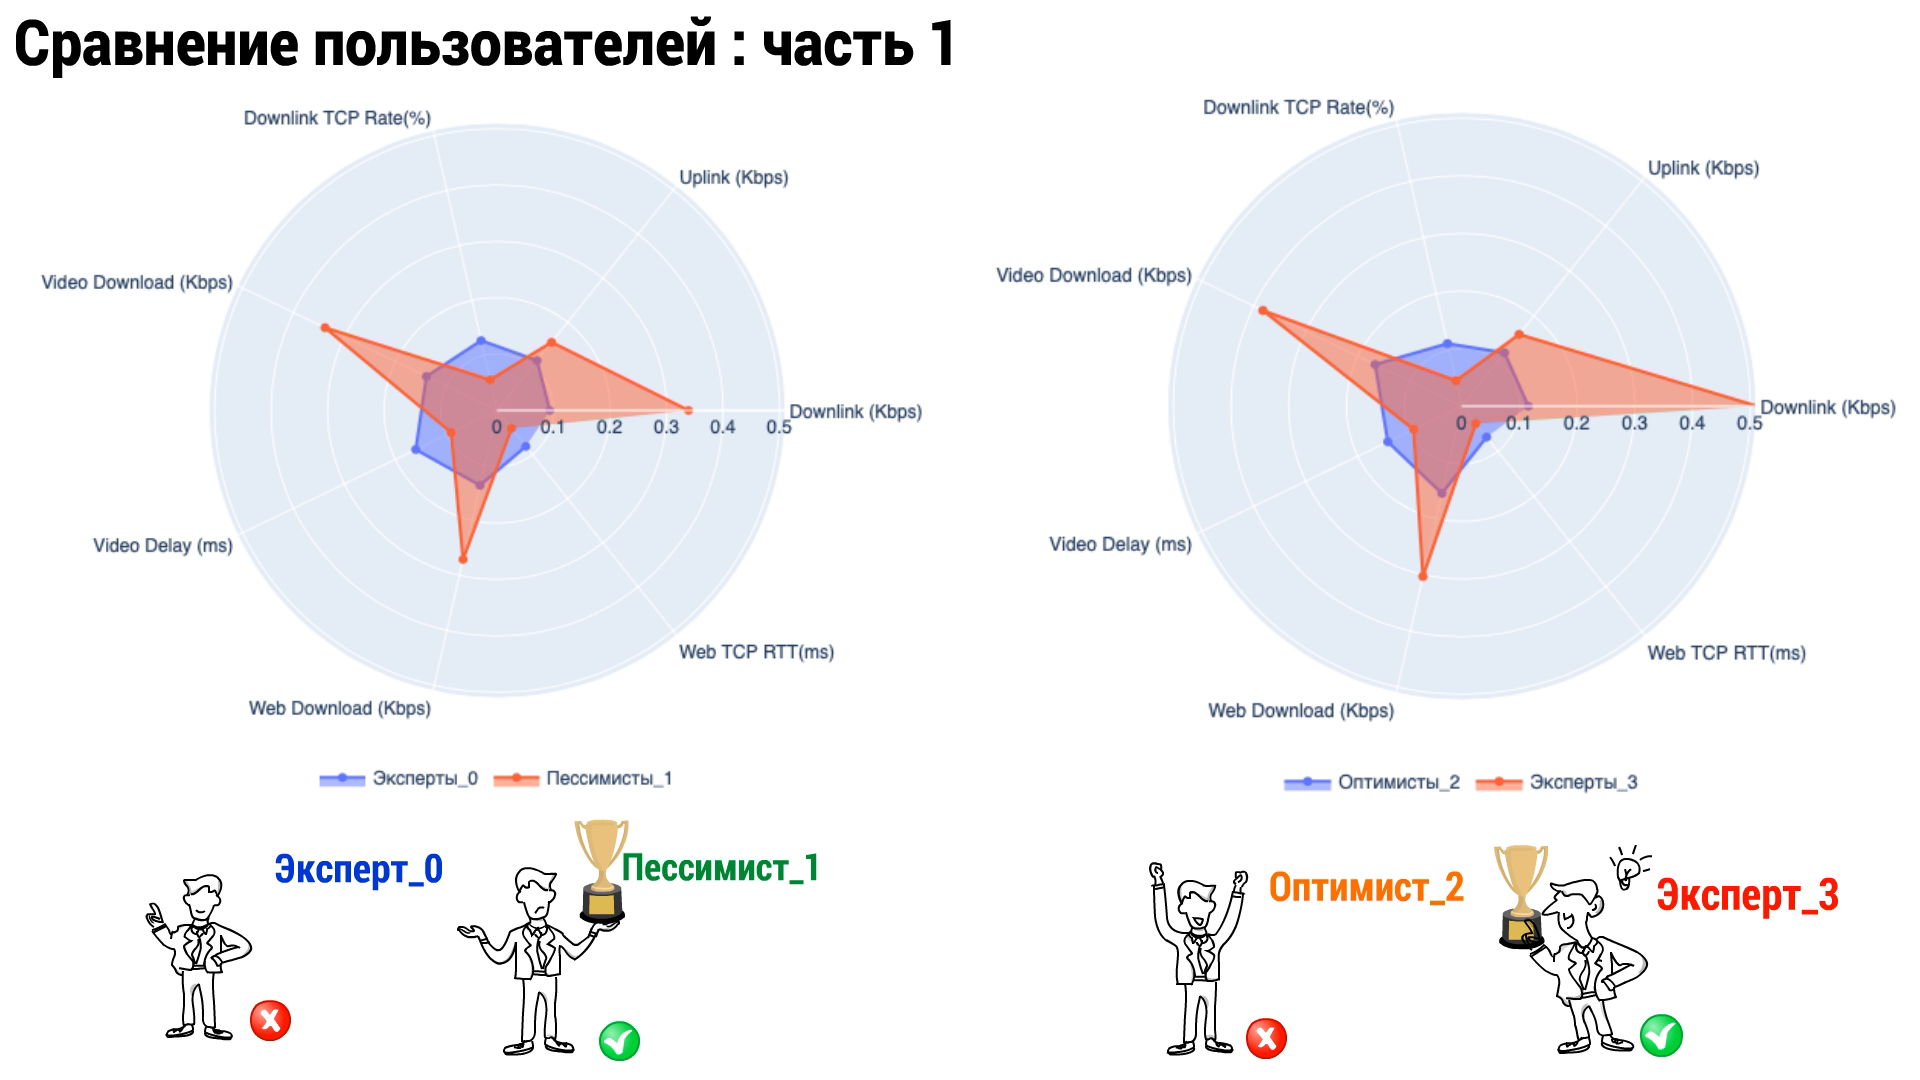 Сравнение пользователей : часть 1
Downlink TCP Rate(%)
Uplink (Kbps)
Video Download (Kbps)
Downlink (Kbps)
0 0.1 0.2 0.3 0.4 0.5
Video Delay (ms)
Web TCP RTT(ms)
Web Download (Kbps)
Эксперты_0 Пессимисты_1
Эксперт_0
Пессимист_1
Downlink TCP Rate(%)
Uplink (Kbps)
Video Download (Kbps)
Downlink (Kbps)
0 0.1 0.2 0.3 0.4 0.5
Video Delay (ms)
Web TCP RTT(ms)
Web Download (Kbps)
Оптимисты_2 Эксперты_3
Оптимист_2
Эксперт_3